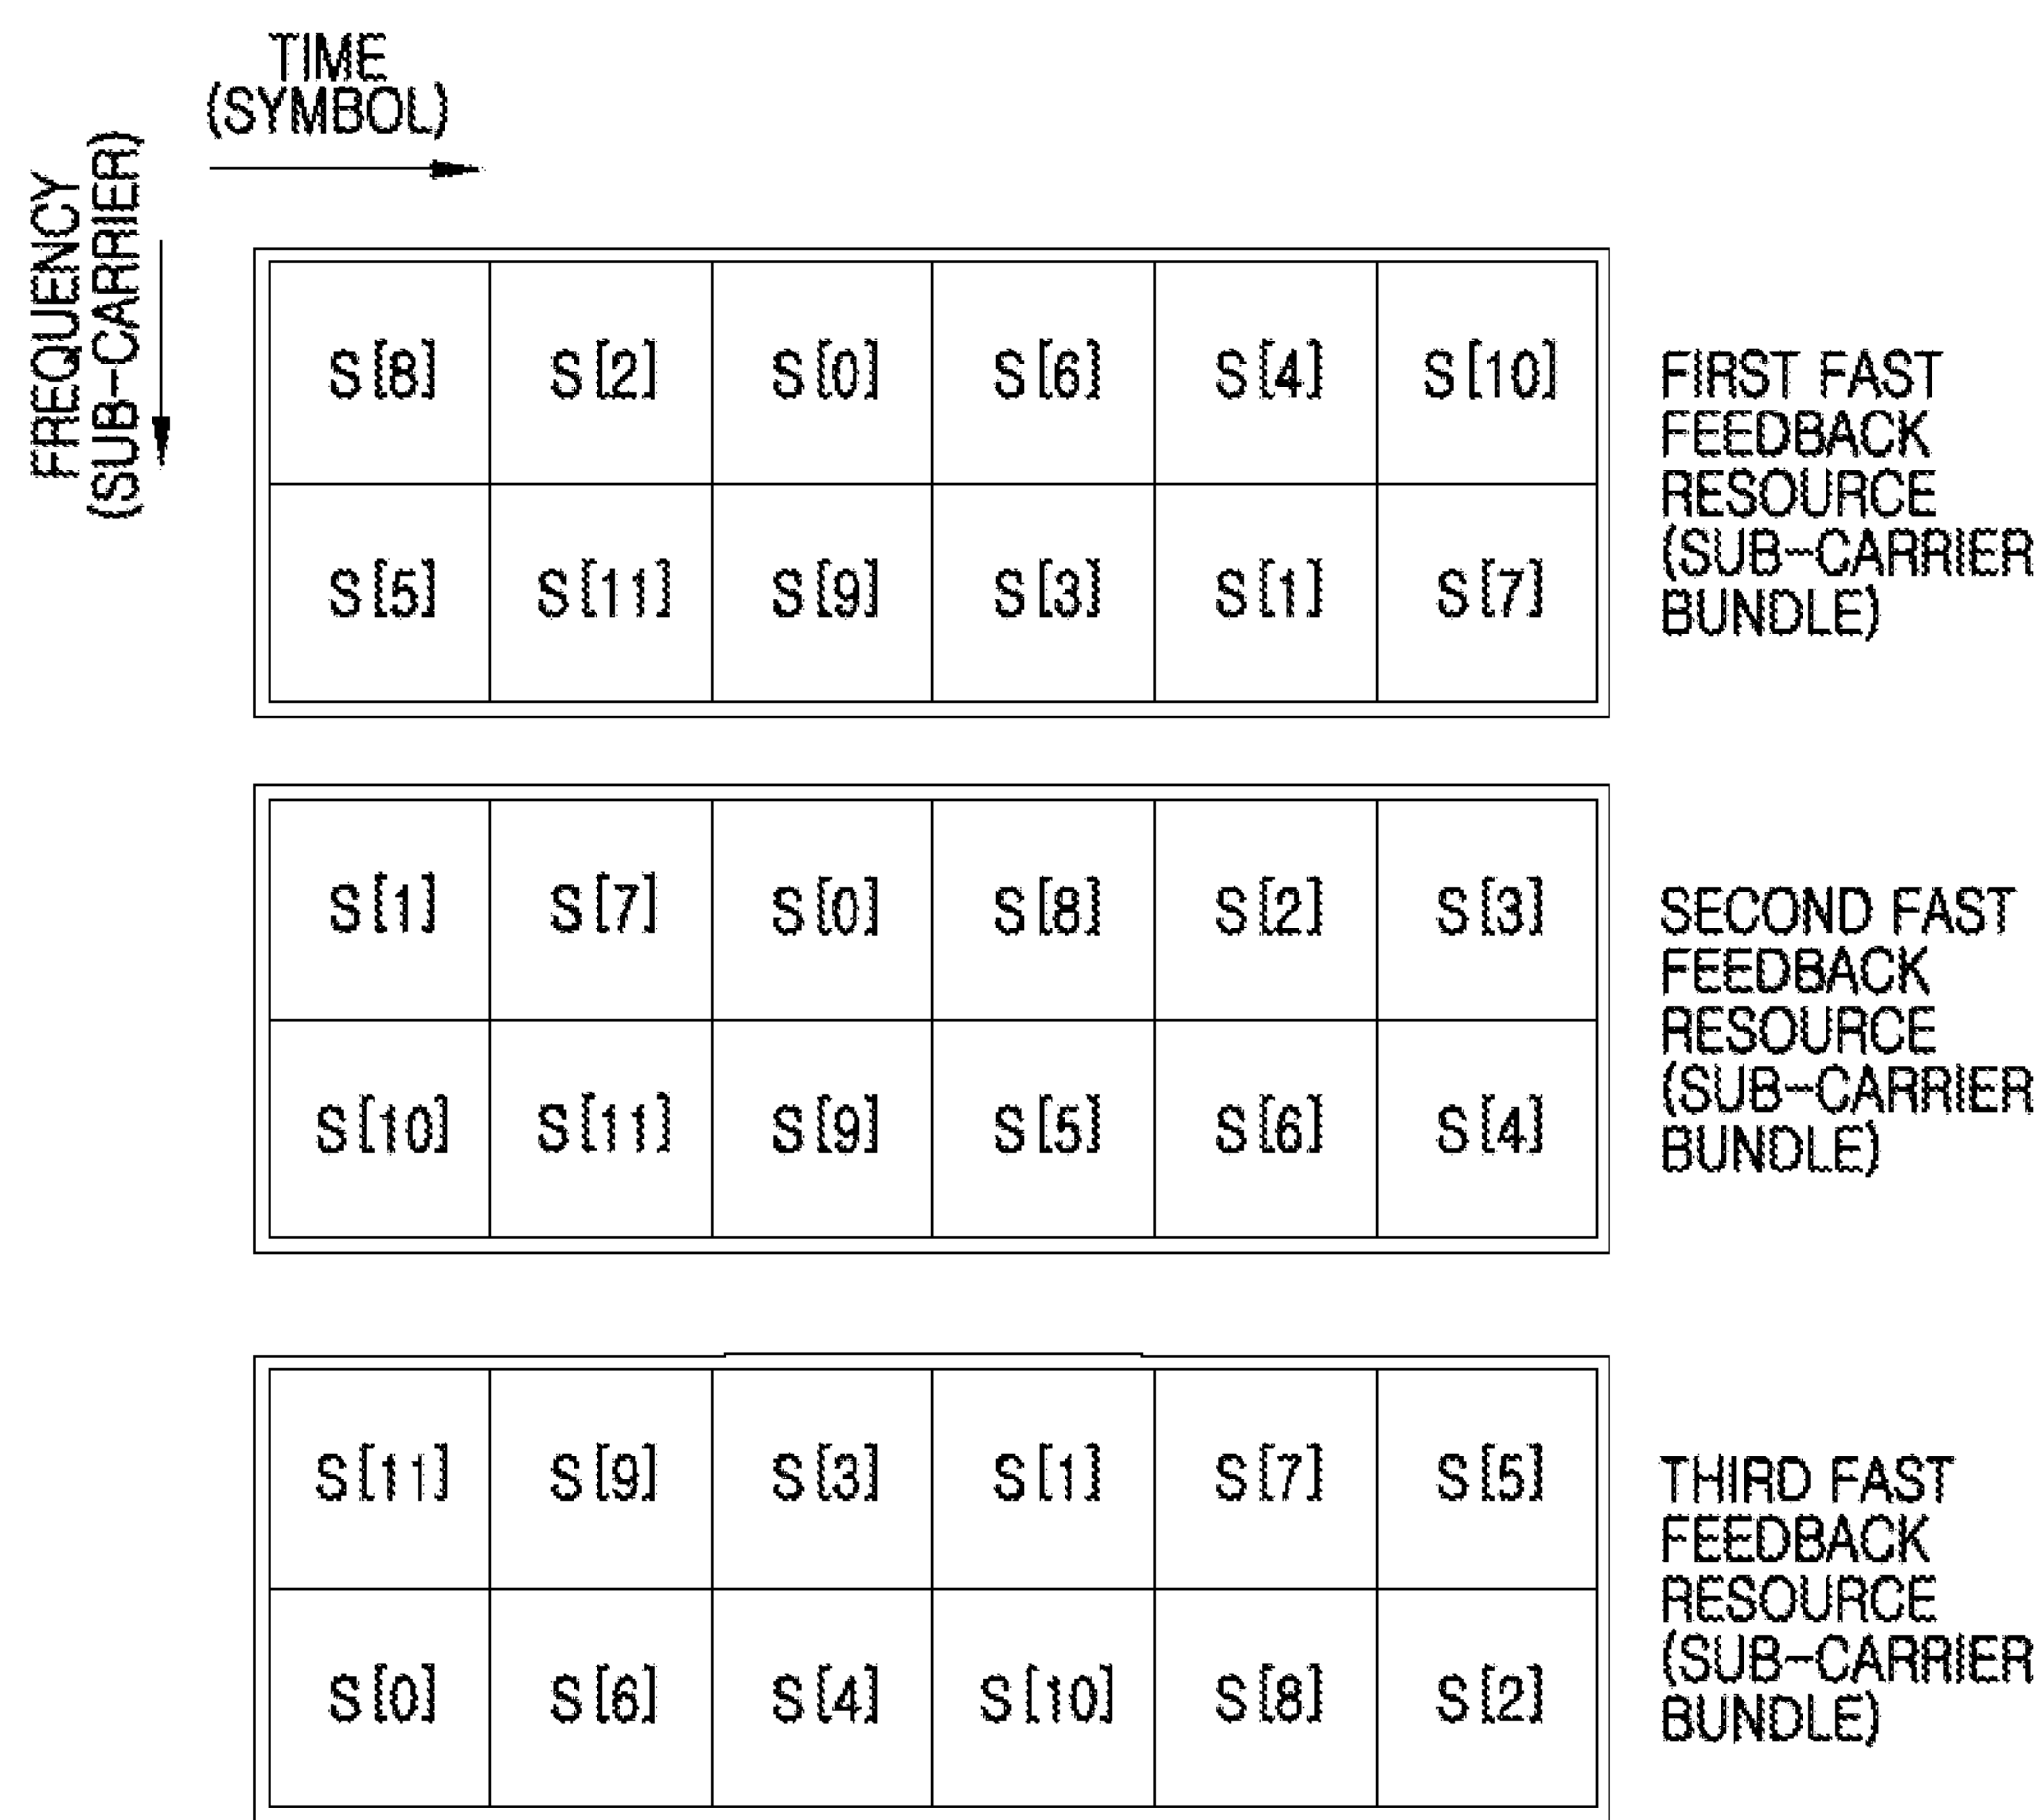 TIME
(SYMBOL)
FREQUENCY
(SUB-CARRIER)
S[8] S[2] S[0] S[6] S[4] S[10]
S[5] S[11] S[9] S[3] S[1] S[7]
FIRST FAST
FEEDBACK
RESOURCE
(SUB-CARRIER
BUNDLE)
S[1] S[7] S[0] S[8] S[2] S[3]
S[10] S[11] S[9] S[5] S[6] S[4]
SECOND FAST
FEEDBACK
RESOURCE
(SUB-CARRIER
BUNDLE)
S[11] S[9] S[3] S[1] S[7] S[5]
S[0] S[6] S[4] S[10] S[8] S[2]
THIRD FAST
FEEDBACK
RESOURCE
(SUB-CARRIER
BUNDLE)